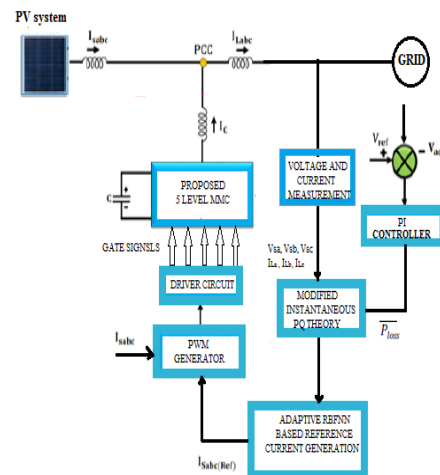 PV system
Isabc
PCC
ILabc
GRID
IC
Vref
+
− Vac
C
+
−
PROPOSED
5 LEVEL MMC
VOLTAGE AND
CURRENT
MEASUREMENT
PI
CONTROLLER
GATE SIGNSLS
Vsa, Vsb, Vsc
ILa, ILb, ILc
DRIVER CIRCUIT
MODIFIED
INSTANTANEOUS
PQ THEORY
Ploss
Isabc
PWM
GENERATOR
ADAPTIVE RBFNN
BASED REFERENCE
CURRENT GENERATION
ISabc(Ref)